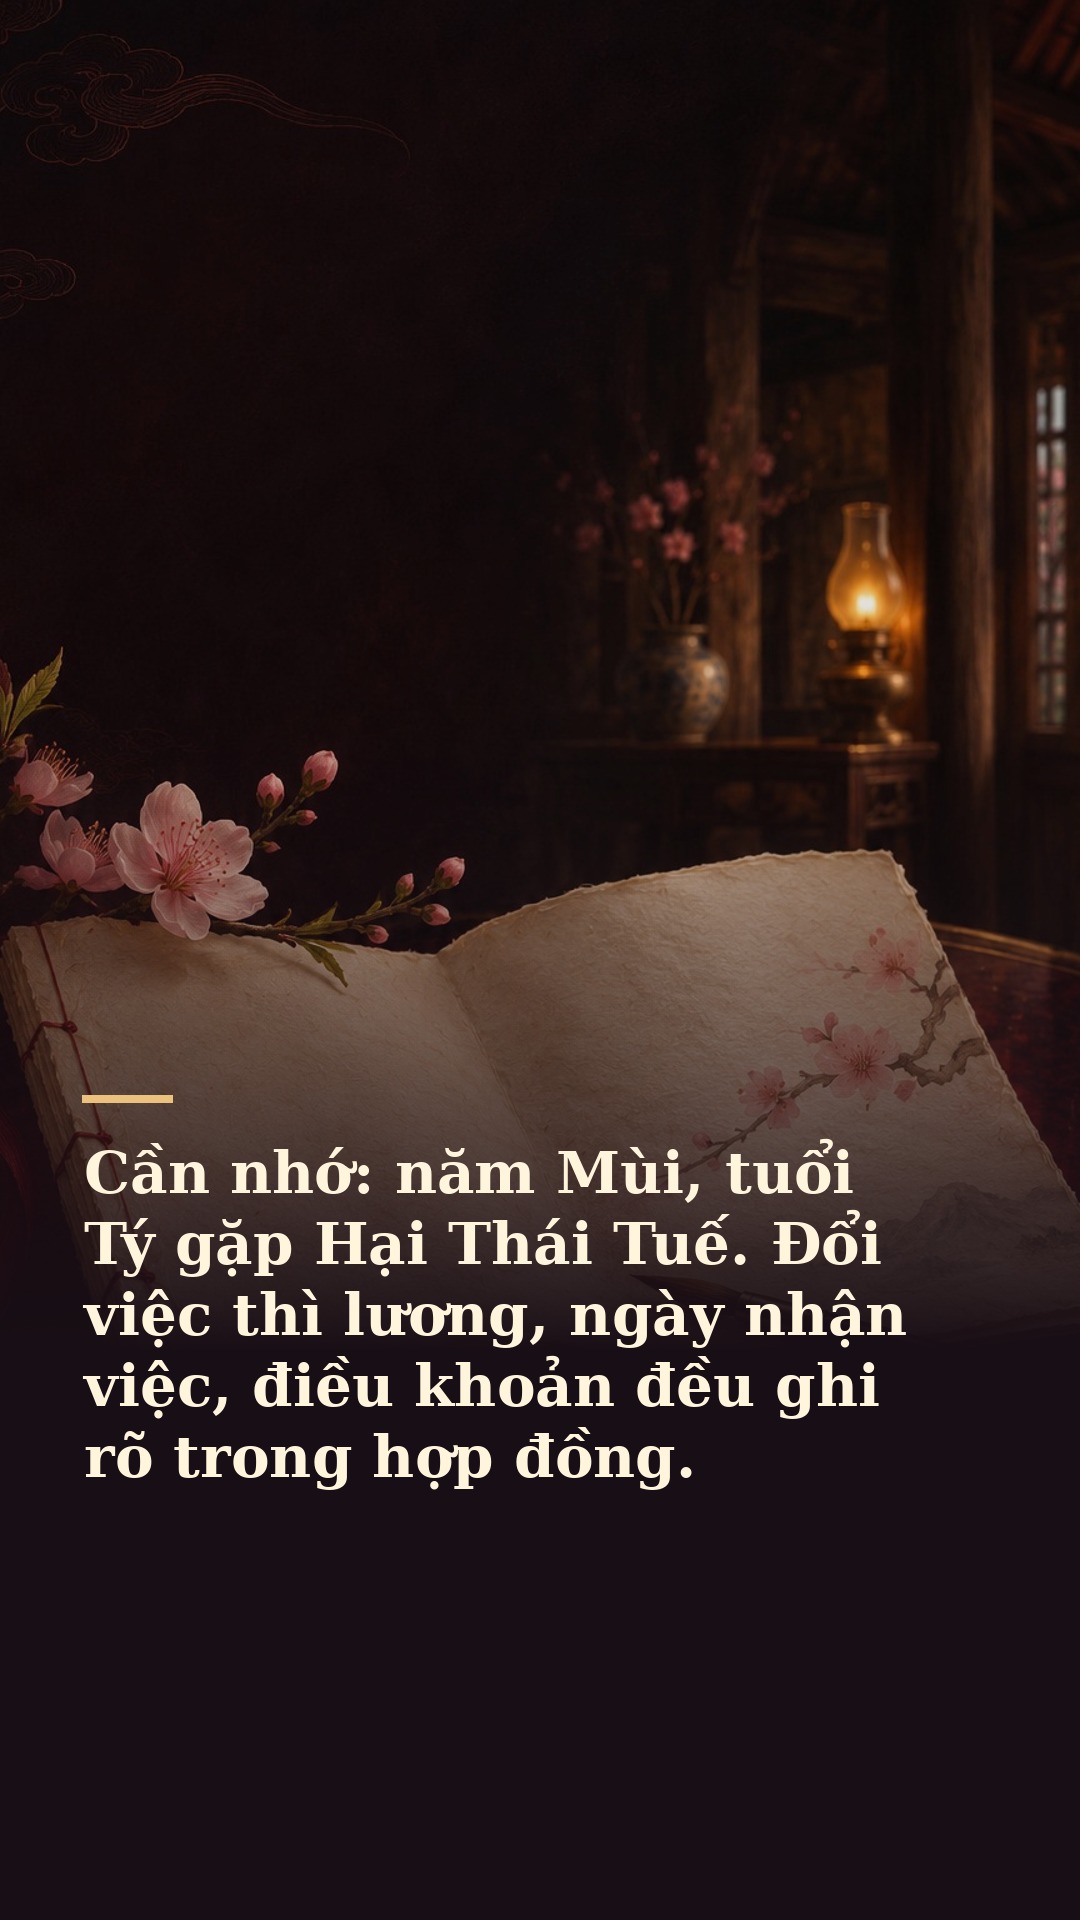 Cần nhớ: năm Mùi, tuổi
Tý gặp Hại Thái Tuế. Đổi
việc thì lương, ngày nhận
việc, điều khoản đều ghi
rõ trong hợp đồng.